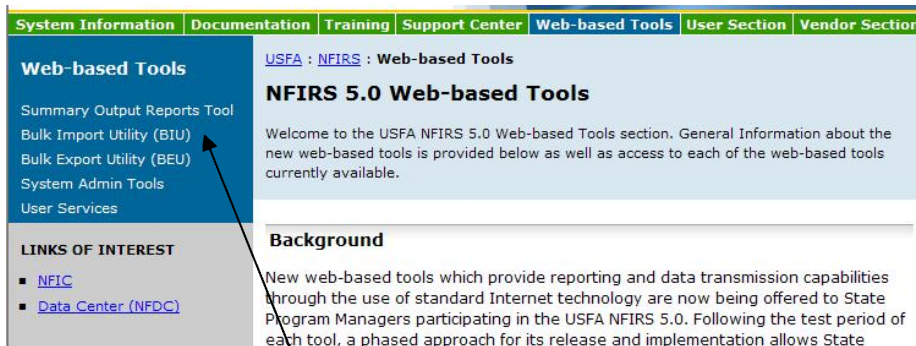 System Information Documentation Training Support Center Web-based Tools User Section Vendor Section
Web-based Tools
Summary Output Reports Tool
Bulk Import Utility (BIU)
Bulk Export Utility (BEU)
System Admin Tools
User Services
LINKS OF INTEREST
NFIC
Data Center (NFDC)
USFA : NFIRS : Web-based Tools
NFIRS 5.0 Web-based Tools
Welcome to the USFA NFIRS 5.0 Web-based Tools section. General Information about the
new web-based tools is provided below as well as access to each of the web-based tools
currently available.
Background
New web-based tools which provide reporting and data transmission capabilities
through the use of standard Internet technology are now being offered to State
Program Managers participating in the USFA NFIRS 5.0. Following the test period of
each tool, a phased approach for its release and implementation allows State